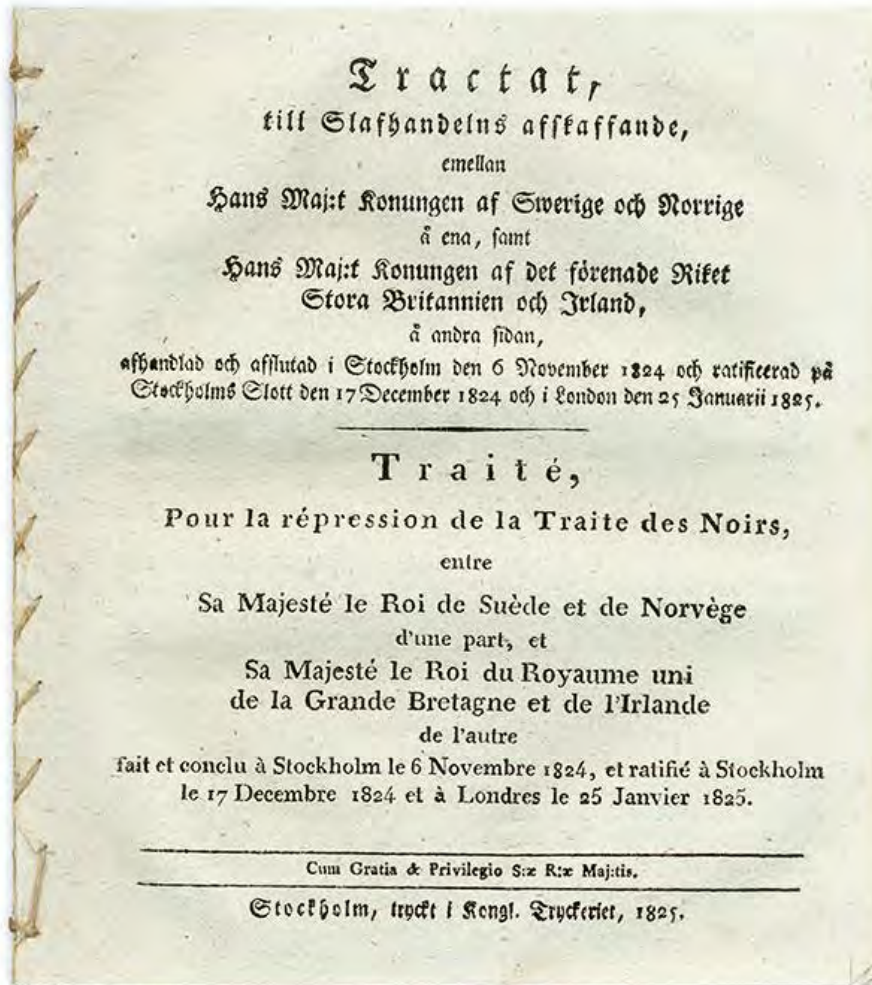 Tractat,
till Slafhandelns afskaffande,
emellan
Hans Maj:t Konungen af Swerige och Norrige
å ena, samt
Hans Maj:t Konungen af det förenade Riket
Stora Britannien och Irland,
å andra sidan,
afhandlad och afslutad i Stockholm den 6 November 1824 och ratificerad på
Stockholms Slott den 17 December 1824 och i London den 25 Januarii 1825.
Traité,
Pour la répression de la Traite des Noirs,
entre
Sa Majesté le Roi de Suède et de Norvège
d'une part, et
Sa Majesté le Roi du Royaume uni
de la Grande Bretagne et de l'Irlande
de l'autre
fait et conclu à Stockholm le 6 Novembre 1824, et ratifié à Stockholm
le 17 Decembre 1824 et à Londres le 25 Janvier 1825.
Cum Gratia & Privilegio S:æ R:æ Maj:tis.
Stockholm, tryckt i Kongl. Tryckeriet, 1825.